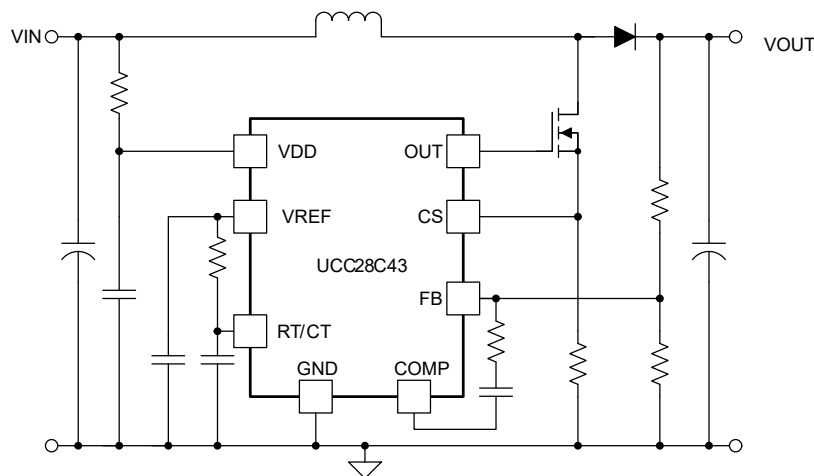 VIN
VOUT
VDD
OUT
VREF
CS
UCC28C43
FB
RT/CT
GND
COMP